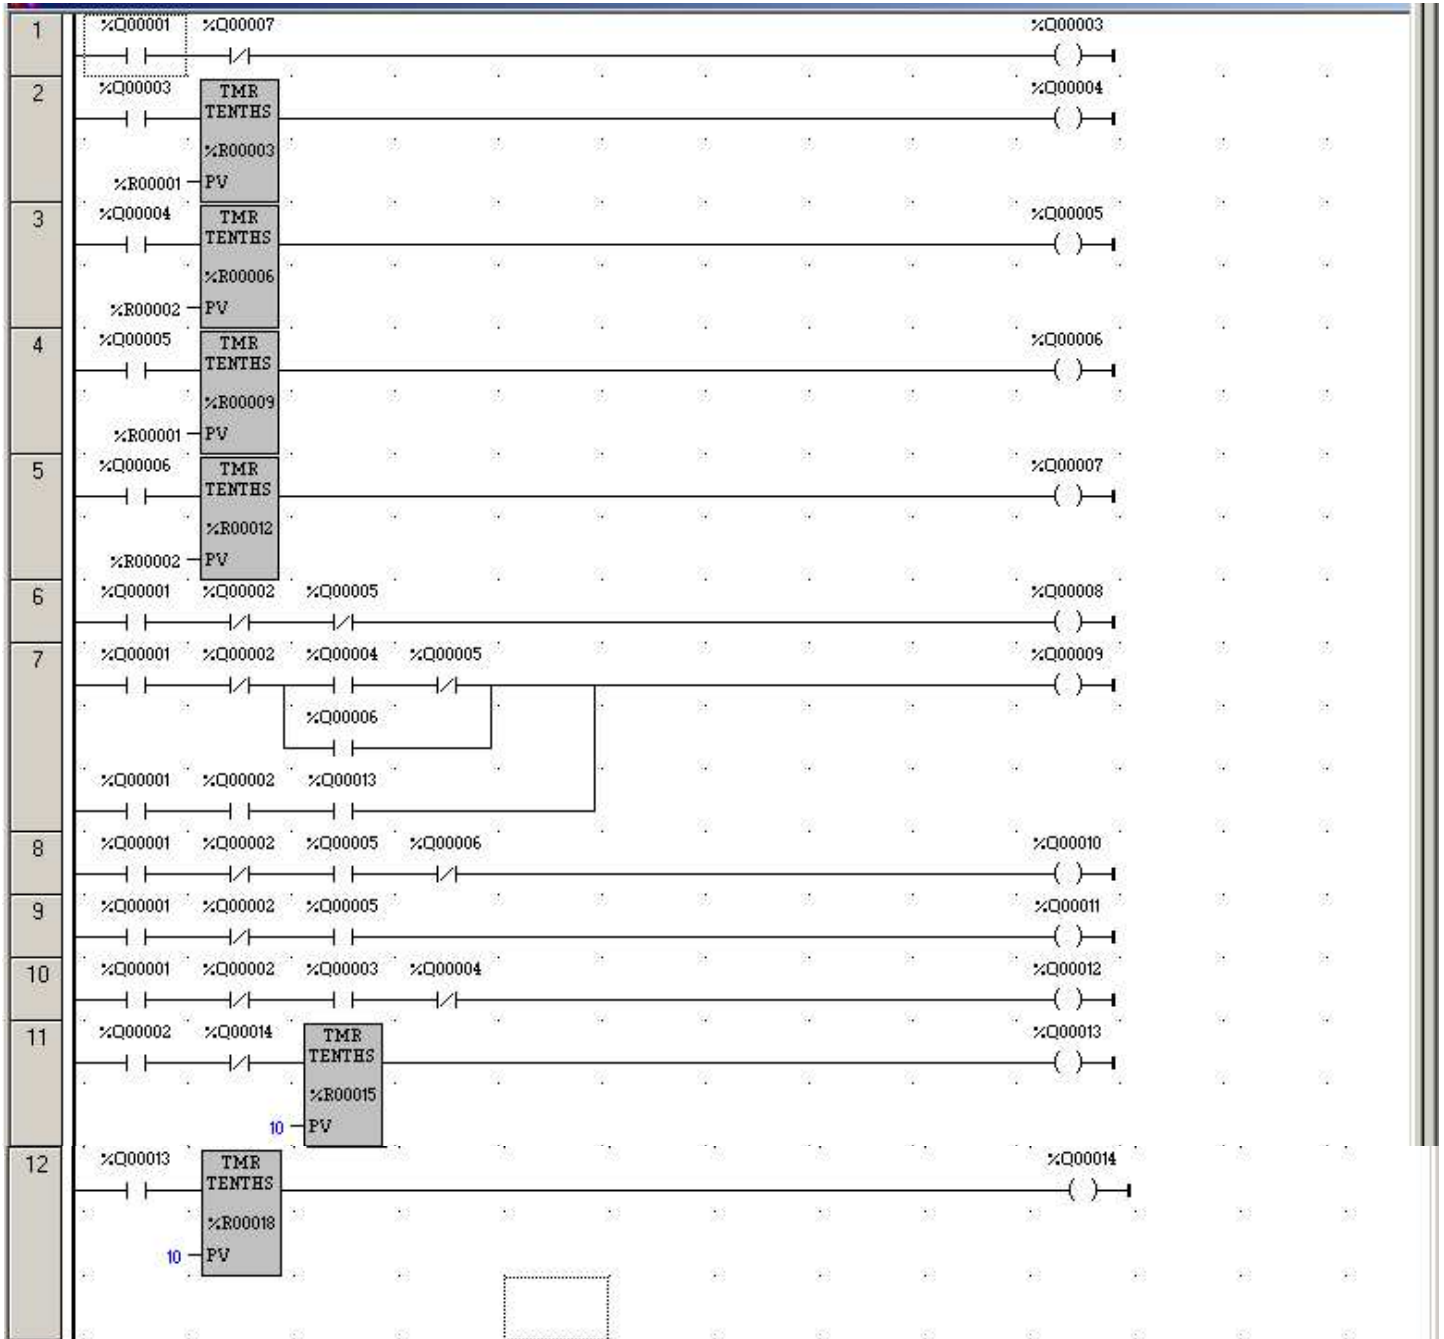 1 %Q00001 %Q00007 %Q00003
2 %Q00003 TMR %Q00004
TENTHS
%R00003
%R00001 PV
3 %Q00004 TMR %Q00005
TENTHS
%R00006
%R00002 PV
4 %Q00005 TMR %Q00006
TENTHS
%R00009
%R00001 PV
5 %Q00006 TMR %Q00007
TENTHS
%R00012
%R00002 PV
6 %Q00001 %Q00002 %Q00005 %Q00008
7 %Q00001 %Q00002 %Q00004 %Q00005 %Q00009
%Q00006
%Q00001 %Q00002 %Q00013
8 %Q00001 %Q00002 %Q00005 %Q00006 %Q00010
9 %Q00001 %Q00002 %Q00005 %Q00011
10 %Q00001 %Q00002 %Q00003 %Q00004 %Q00012
11 %Q00002 %Q00014 TMR %Q00013
TENTHS
%R00015
10 PV
12 %Q00013 TMR %Q00014
TENTHS
%R00018
10 PV